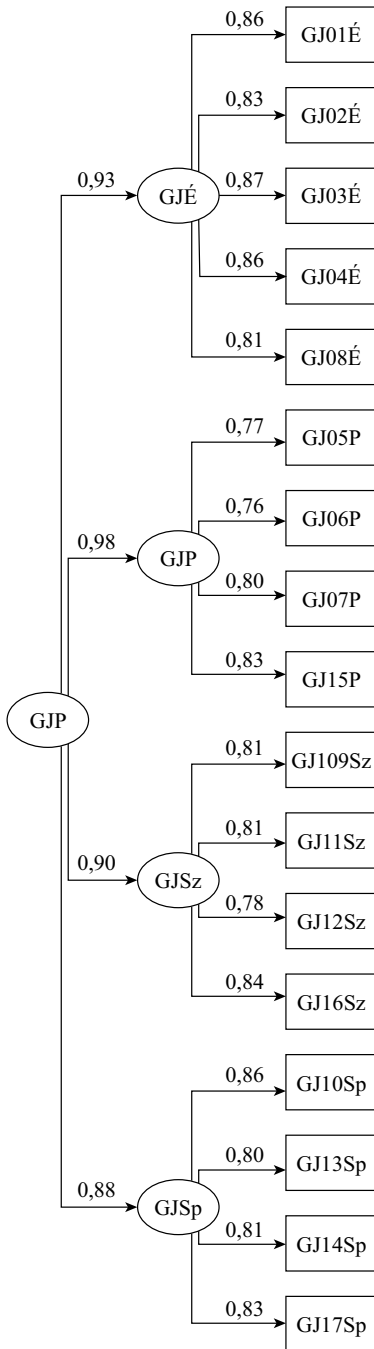 0,86
GJ01É
0,83
GJ02É
0,93
GJÉ
0,87
GJ03É
0,86
GJ04É
0,81
GJ08É
0,77
GJ05P
0,76
GJ06P
0,98
GJP
0,80
GJ07P
0,83
GJ15P
GJP
0,81
GJ109Sz
0,81
GJ11Sz
0,90
GJSz
0,78
GJ12Sz
0,84
GJ16Sz
0,86
GJ10Sp
0,80
GJ13Sp
0,88
GJSp
0,81
GJ14Sp
0,83
GJ17Sp